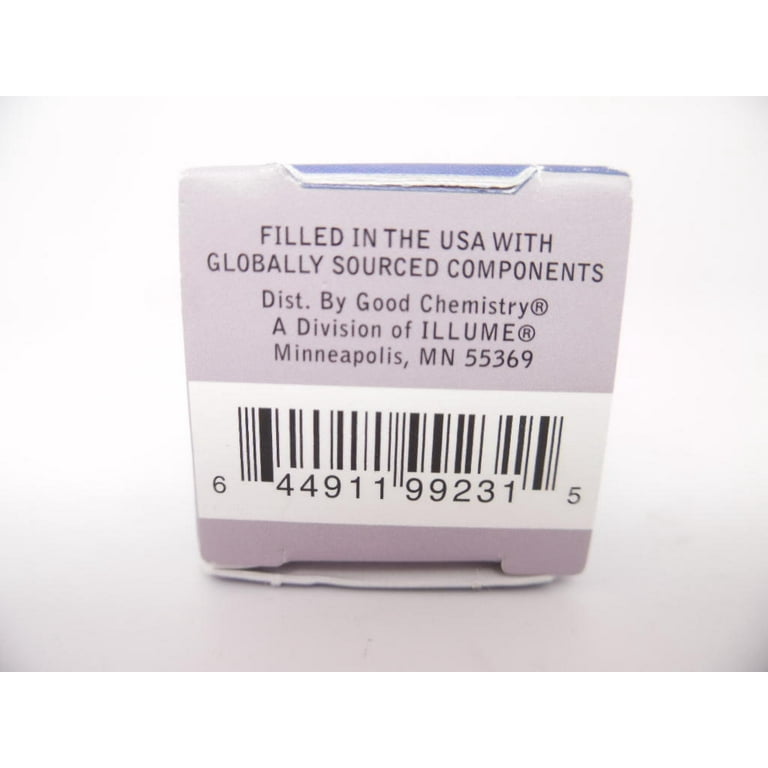 FILLED IN THE USA WITH
GLOBALLY SOURCED COMPONENTS
Dist. By Good Chemistry®
A Division of ILLUME®
Minneapolis, MN 55369
6 44911 99231 5